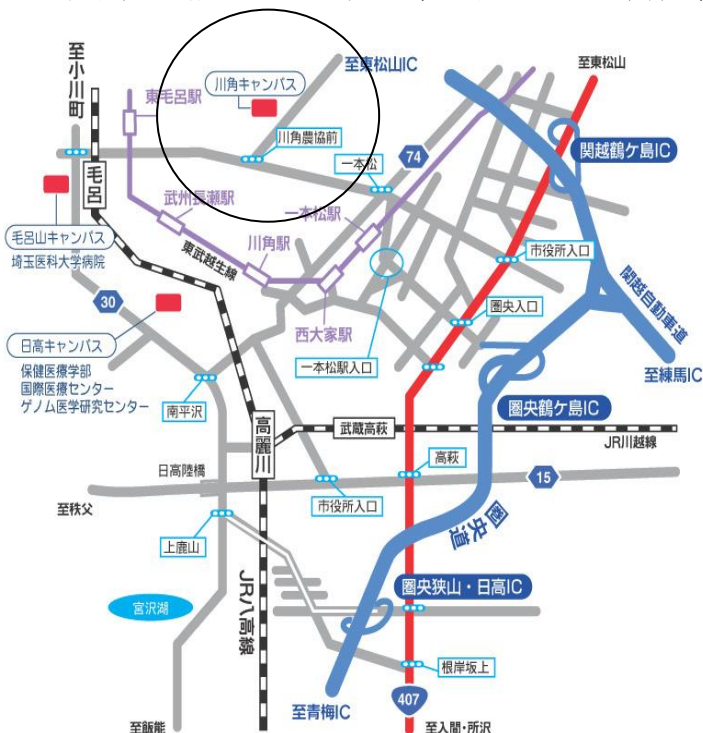 至小川町
川角キャンパス
東毛呂駅
至東松山IC
至東松山
川角農協前
一本松
74
関越鶴ケ島IC
毛呂
武州長瀬駅
一本松駅
毛呂山キャンパス
埼玉医科大学病院
東武越生線
川角駅
市役所入口
関越自動車道
30
西大家駅
圏央入口
日高キャンパス
保健医療学部
国際医療センター
ゲノム医学研究センター
一本松駅入口
至練馬IC
南平沢
圏央鶴ケ島IC
高麗川
武蔵高萩
JR川越線
日高陸橋
高萩
15
至秩父
市役所入口
圏央道
上鹿山
JR八高線
圏央狭山・日高IC
宮沢湖
根岸坂上
407
至青梅IC
至飯能
至入間・所沢